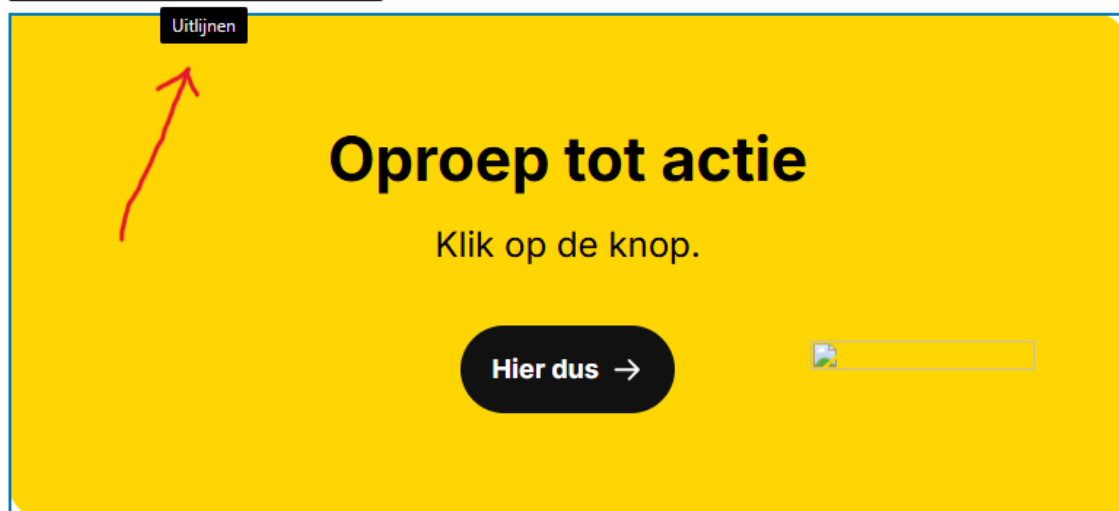 Uitlijnen
Oproep tot actie
Klik op de knop.
Hier dus →